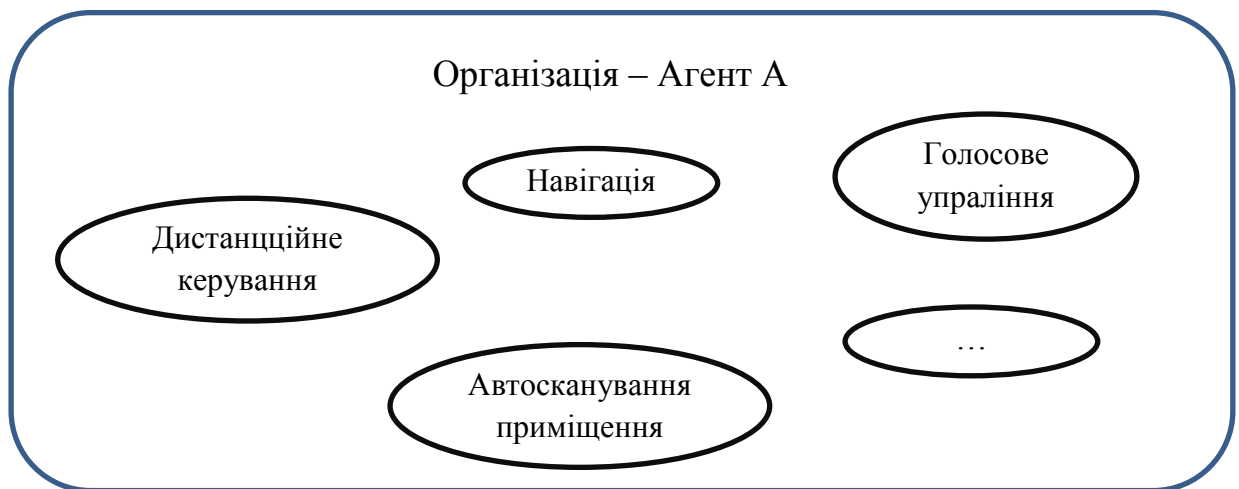 Організація – Агент А
Навігація
Голосове
упраління
Дистанцційне
керування
…
Автосканування
приміщення